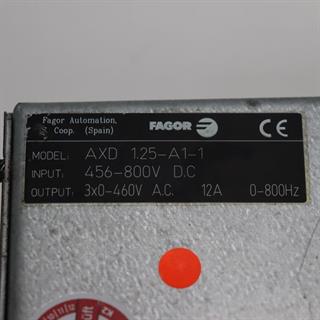 Fagor Automation,
Coop. (Spain)
FAGOR
CE
MODEL: AXD 1.25-A1-1
INPUT: 456-800V D.C
OUTPUT: 3x0-460V A.C. 12A 0-800Hz